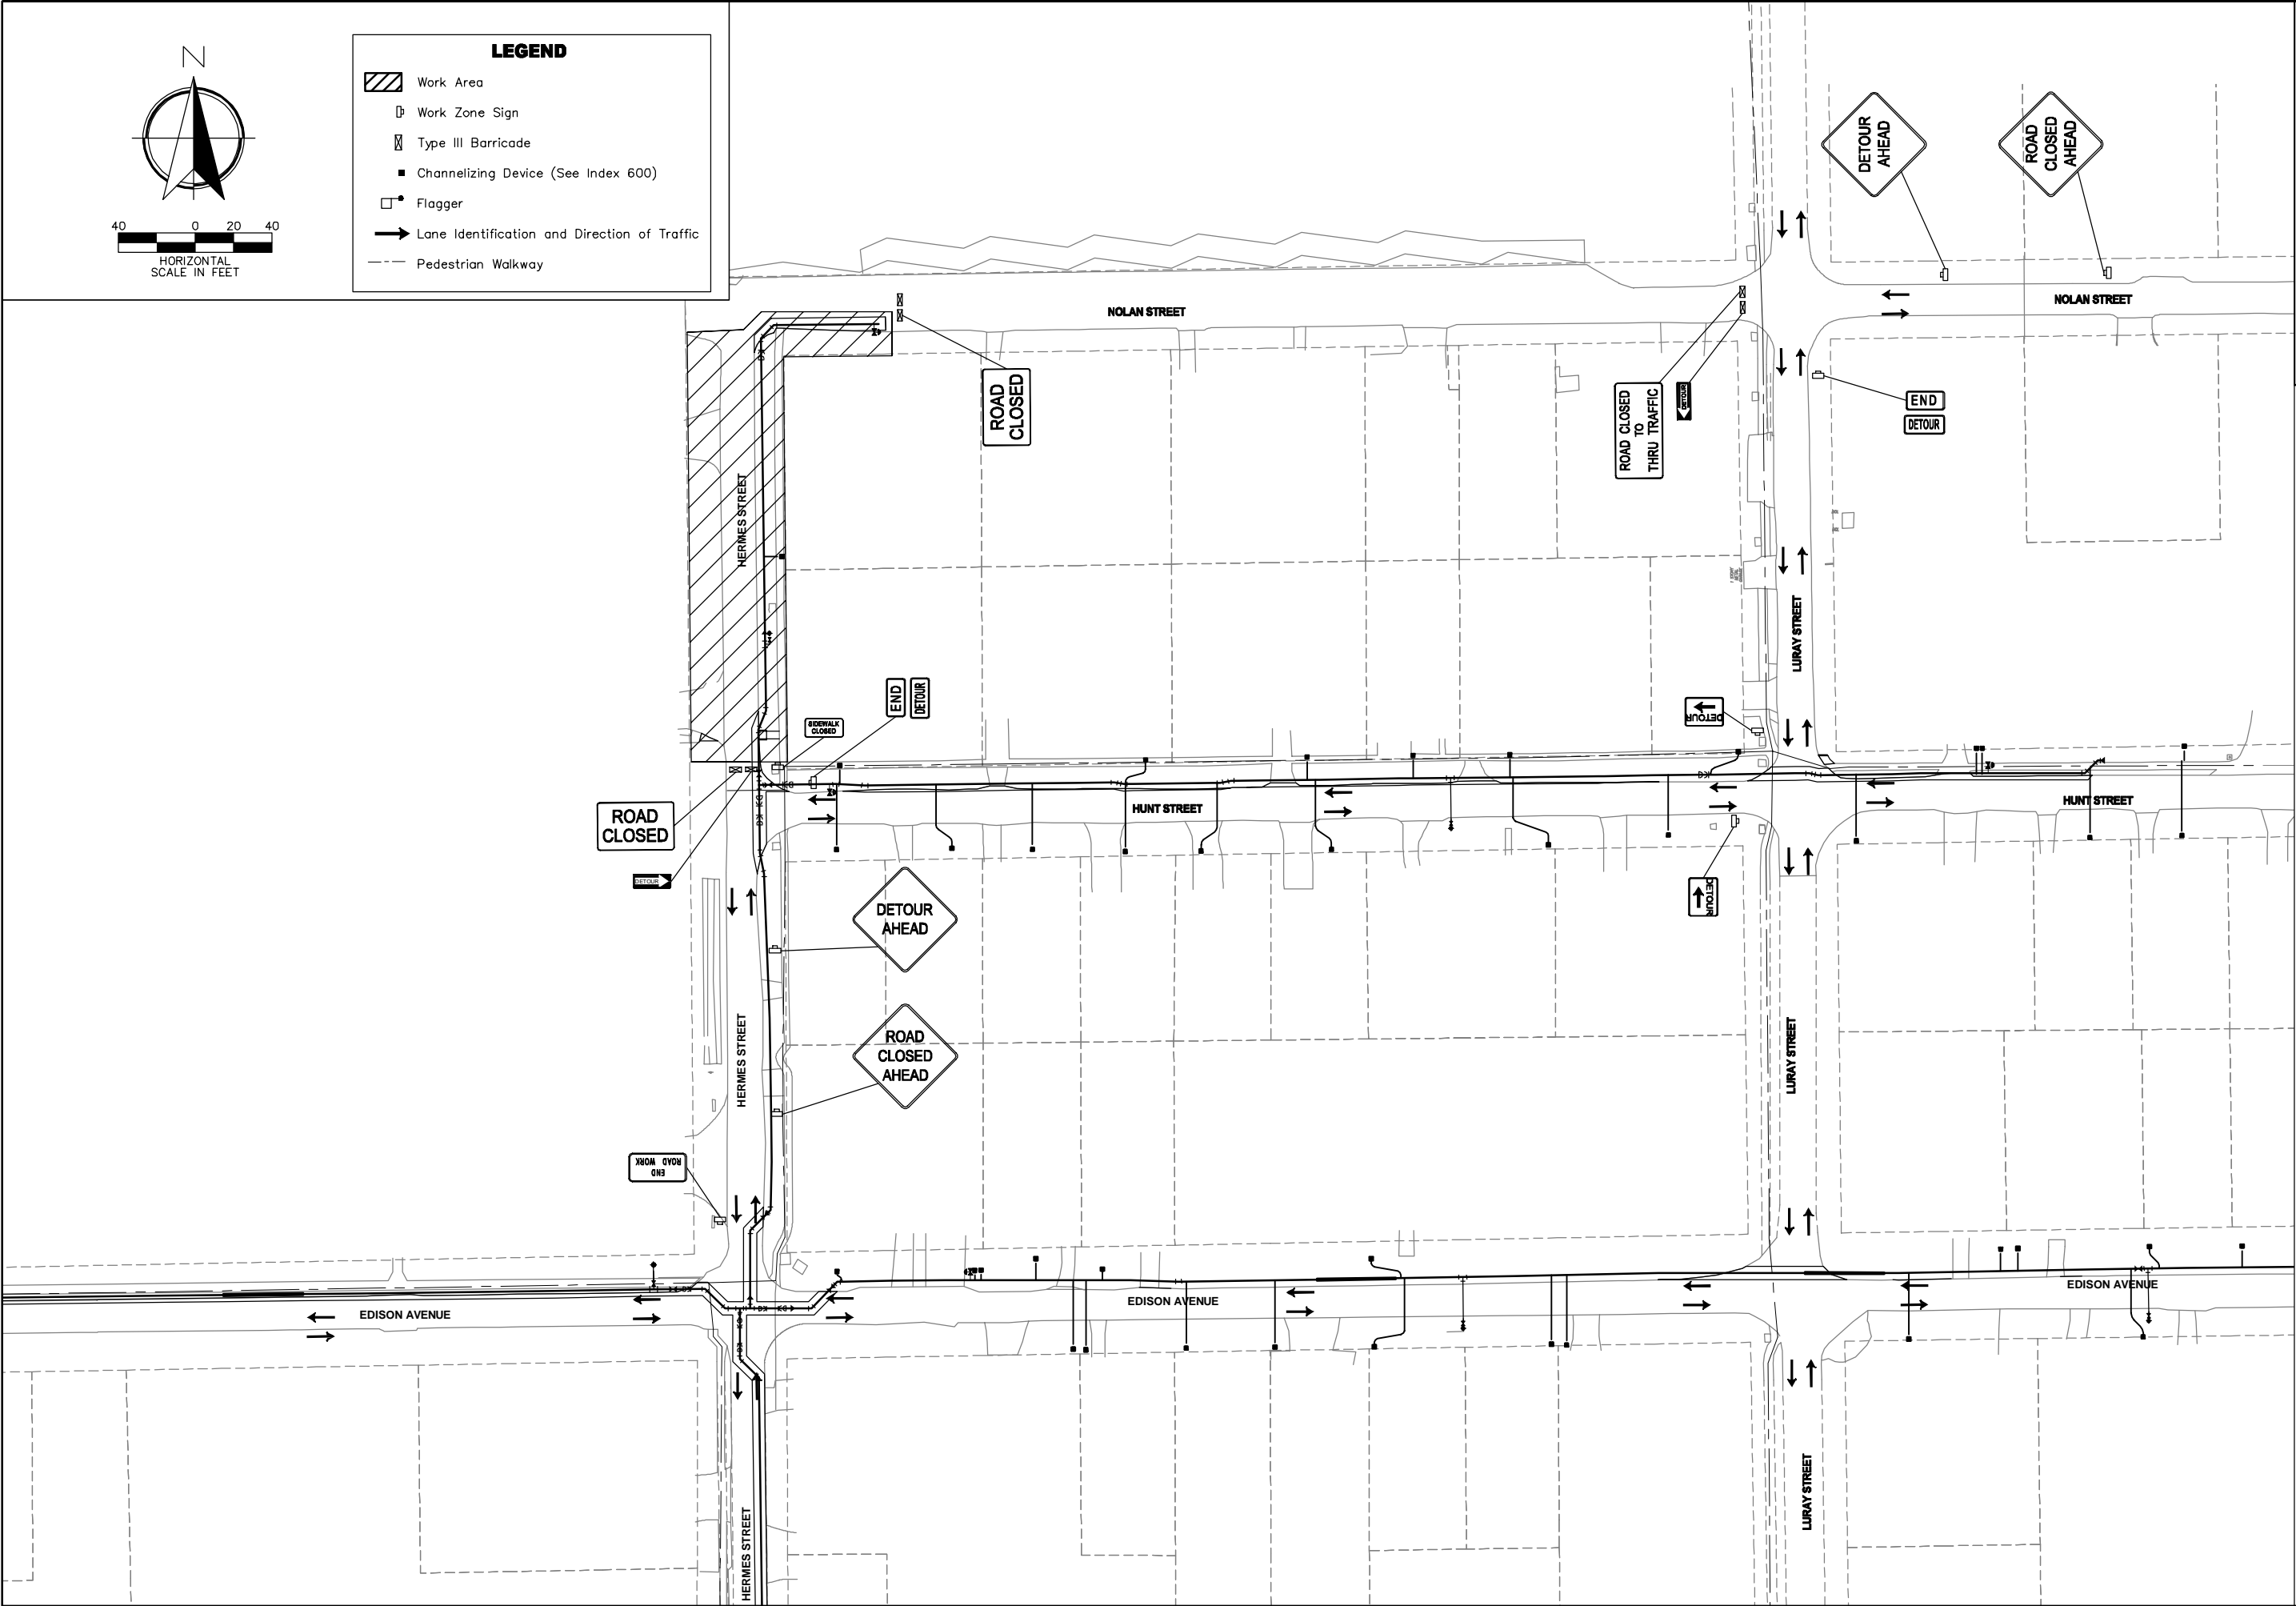 N
40 0 20 40
HORIZONTAL
SCALE IN FEET
LEGEND
Work Area
Work Zone Sign
Type III Barricade
Channelizing Device (See Index 600)
Flagger
Lane Identification and Direction of Traffic
Pedestrian Walkway
DETOUR
AHEAD
ROAD
CLOSED
AHEAD
NOLAN STREET
NOLAN STREET
ROAD
CLOSED
ROAD CLOSED
TO
THRU TRAFFIC
DETOUR
END
DETOUR
HERMES STREET
LURAY STREET
END
DETOUR
SIDEWALK
CLOSED
DETOUR
HUNT STREET
HUNT STREET
ROAD
CLOSED
DETOUR
DETOUR
DETOUR
AHEAD
ROAD
CLOSED
AHEAD
HERMES STREET
LURAY STREET
END
ROAD WORK
EDISON AVENUE
EDISON AVENUE
EDISON AVENUE
HERMES STREET
LURAY STREET